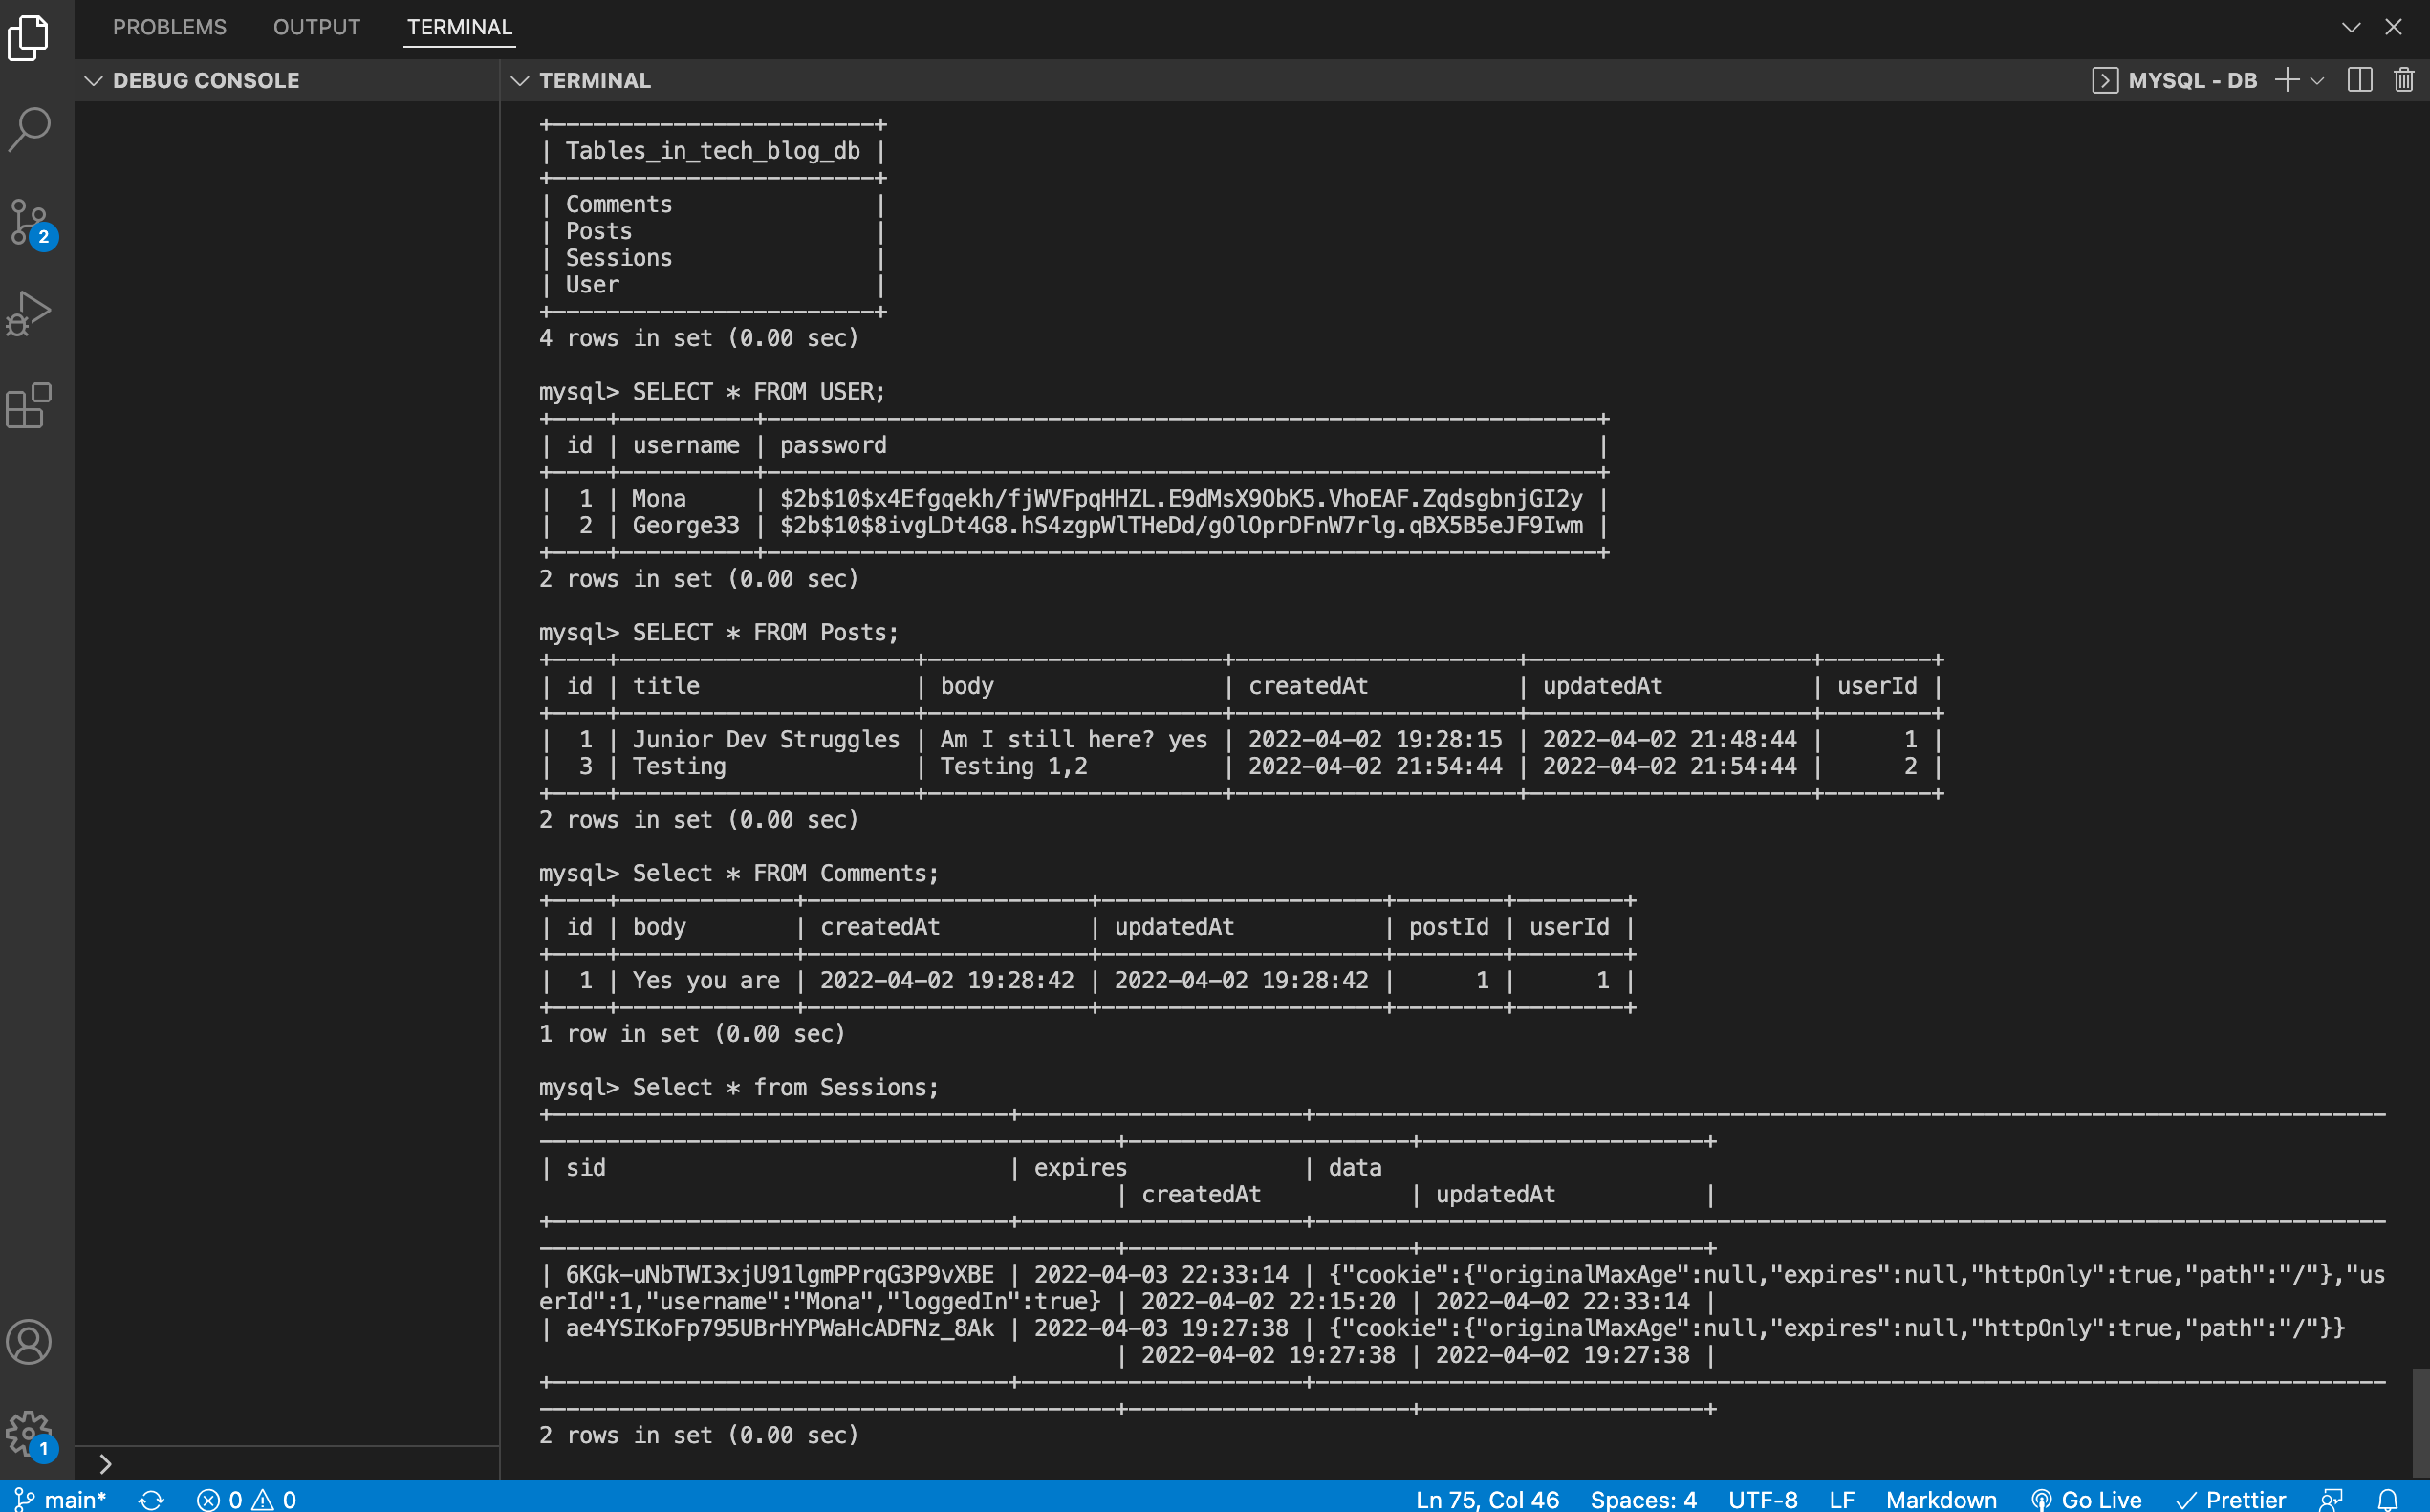 PROBLEMS OUTPUT TERMINAL
DEBUG CONSOLE
TERMINAL
MYSQL - DB
2
+------------------------+
| Tables_in_tech_blog_db |
+------------------------+
| Comments               |
| Posts                  |
| Sessions               |
| User                   |
+------------------------+
4 rows in set (0.00 sec)
mysql> SELECT * FROM USER;
+----+----------+--------------------------------------------------------------+
| id | username | password                                                     |
+----+----------+--------------------------------------------------------------+
|  1 | Mona     | $2b$10$x4Efgqekh/fjWVFpqHHZL.E9dMsX9ObK5.VhoEAF.ZqdsgbnjGI2y |
|  2 | George33 | $2b$10$8ivgLDt4G8.hS4zgpWlTHeDd/gOlOprDFnW7rlg.qBX5B5eJF9Iwm |
+----+----------+--------------------------------------------------------------+
2 rows in set (0.00 sec)
mysql> SELECT * FROM Posts;
+----+----------------------+----------------------+---------------------+---------------------+--------+
| id | title                | body                 | createdAt           | updatedAt           | userId |
+----+----------------------+----------------------+---------------------+---------------------+--------+
|  1 | Junior Dev Struggles | Am I still here? yes | 2022-04-02 19:28:15 | 2022-04-02 21:48:44 |      1 |
|  3 | Testing              | Testing 1,2          | 2022-04-02 21:54:44 | 2022-04-02 21:54:44 |      2 |
+----+----------------------+----------------------+---------------------+---------------------+--------+
2 rows in set (0.00 sec)
mysql> Select * FROM Comments;
+----+-------------+---------------------+---------------------+--------+--------+
| id | body        | createdAt           | updatedAt           | postId | userId |
+----+-------------+---------------------+---------------------+--------+--------+
|  1 | Yes you are | 2022-04-02 19:28:42 | 2022-04-02 19:28:42 |      1 |      1 |
+----+-------------+---------------------+---------------------+--------+--------+
1 row in set (0.00 sec)
mysql> Select * from Sessions;
+----------------------------------+---------------------+--------------------------------------------------------------------------------
-------------------------------------------+---------------------+---------------------+
| sid                              | expires             | data
                                           | createdAt           | updatedAt           |
+----------------------------------+---------------------+--------------------------------------------------------------------------------
-------------------------------------------+---------------------+---------------------+
| 6KGk-uNbTWI3xjU91lgmPPrqG3P9vXBE | 2022-04-03 22:33:14 | {"cookie":{"originalMaxAge":null,"expires":null,"httpOnly":true,"path":"/"},"us
erId":1,"username":"Mona","loggedIn":true} | 2022-04-02 22:15:20 | 2022-04-02 22:33:14 |
| ae4YSIKoFp795UBrHYPWaHcADFNz_8Ak | 2022-04-03 19:27:38 | {"cookie":{"originalMaxAge":null,"expires":null,"httpOnly":true,"path":"/"}}
                                           | 2022-04-02 19:27:38 | 2022-04-02 19:27:38 |
+----------------------------------+---------------------+--------------------------------------------------------------------------------
-------------------------------------------+---------------------+---------------------+
2 rows in set (0.00 sec)
1
main* 0 0 Ln 75, Col 46 Spaces: 4 UTF-8 LF Markdown Go Live Prettier